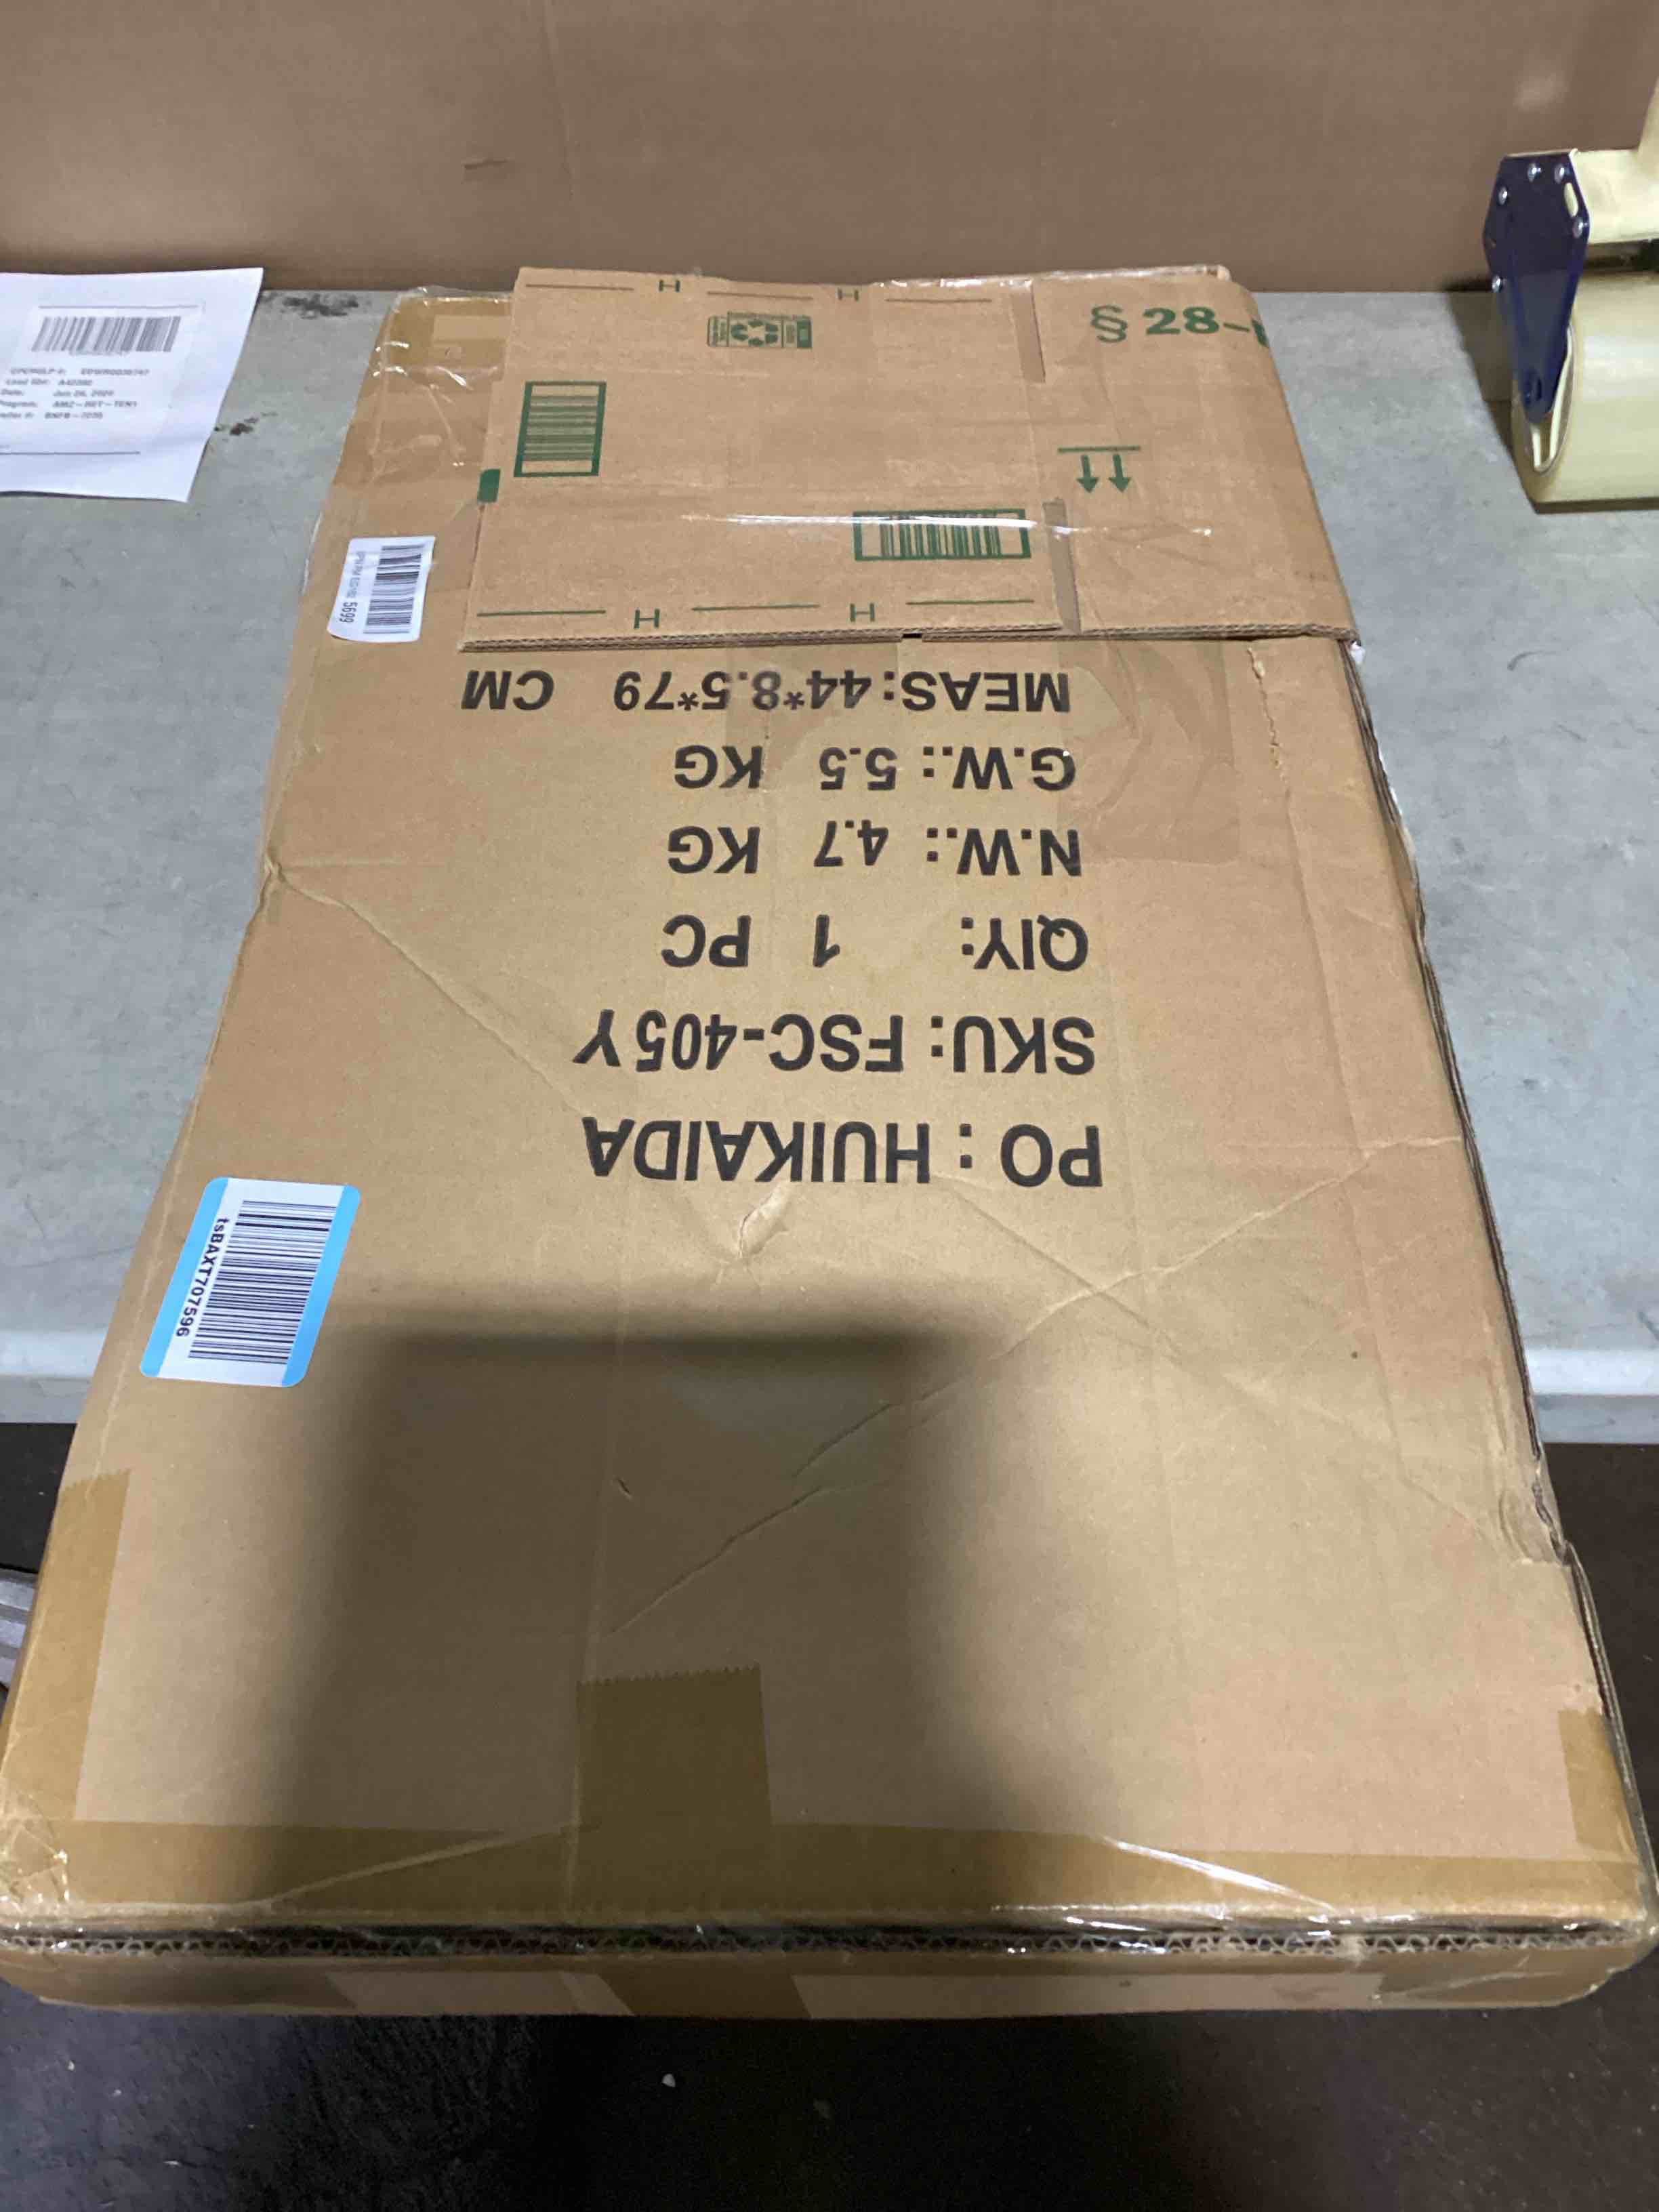 PO : HUIKAIDA
SKU: FSC-405Y
QIY: 1 PC
N.W.: 4.7 KG
G.W.: 5.5 KG
MEAS:44*8.5*79 CM
tsBAXT707596
5699
§ 28-
H H
H H